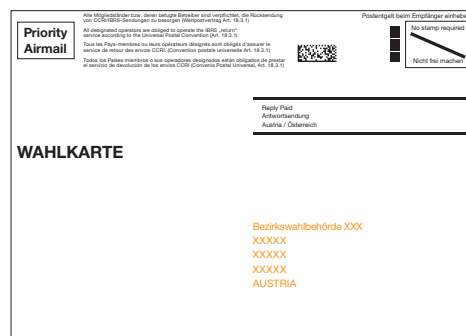 Priority
Airmail
Alle Mitgliedsländer bzw. deren befugte Betreiber sind verpflichtet, die Rücksendung
von CCRI/IBRS-Sendungen zu besorgen (Weltpostvertrag Art. 18.3.1)
All designated operators are obliged to operate the IBRS „return"
service according to the Universal Postal Convention (Art. 18.3.1)
Tous les Pays-membres ou leurs opérateurs désignés sont obligés d'assurer le
service de retour des envois CCRI. (Convention postale universelle Art. 18.3.1)
Todos los Países miembros o sus operadores designados están obligados de prestar
el servicio de devolución de los envíos CCRI (Convenio Postal Universal, Art. 18.3.1)
Postentgelt beim Empfänger einhebe
No stamp required
Nicht frei machen
Reply Paid
Antwortsendung
Austria / Österreich
WAHLKARTE
Bezirkswahlbehörde XXX
XXXXX
XXXXX
XXXXX
AUSTRIA